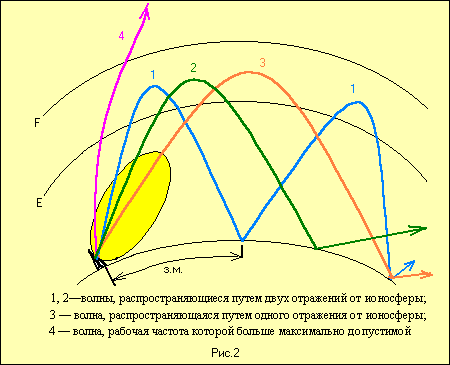 4
1
2
3
1
F
E
з.м.
1, 2—волны, распространяющиеся путем двух отражений от ионосферы;
3 — волна, распространяющаяся путем одного отражения от ионосферы;
4 — волна, рабочая частота которой больше максимально допустимой
Рис.2